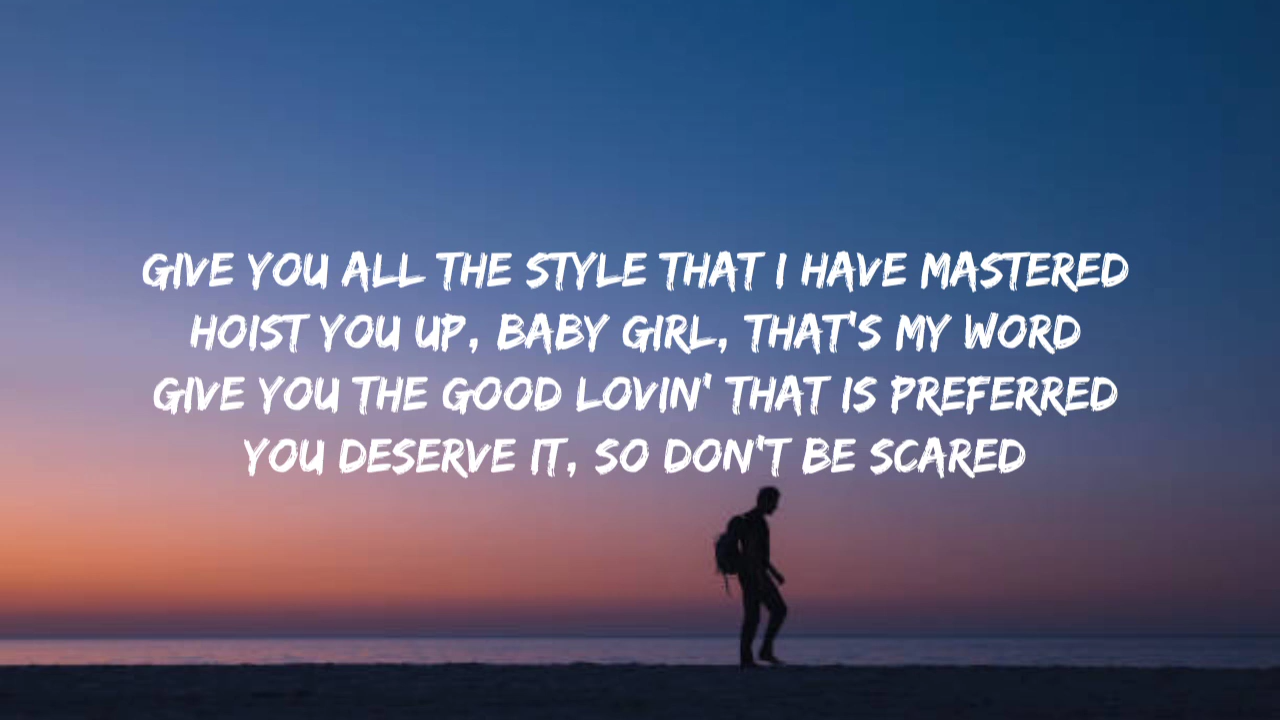 GIVE YOU ALL THE STYLE THAT I HAVE MASTERED
HOIST YOU UP, BABY GIRL, THAT'S MY WORD
GIVE YOU THE GOOD LOVIN' THAT IS PREFERRED
YOU DESERVE IT, SO DON'T BE SCARED